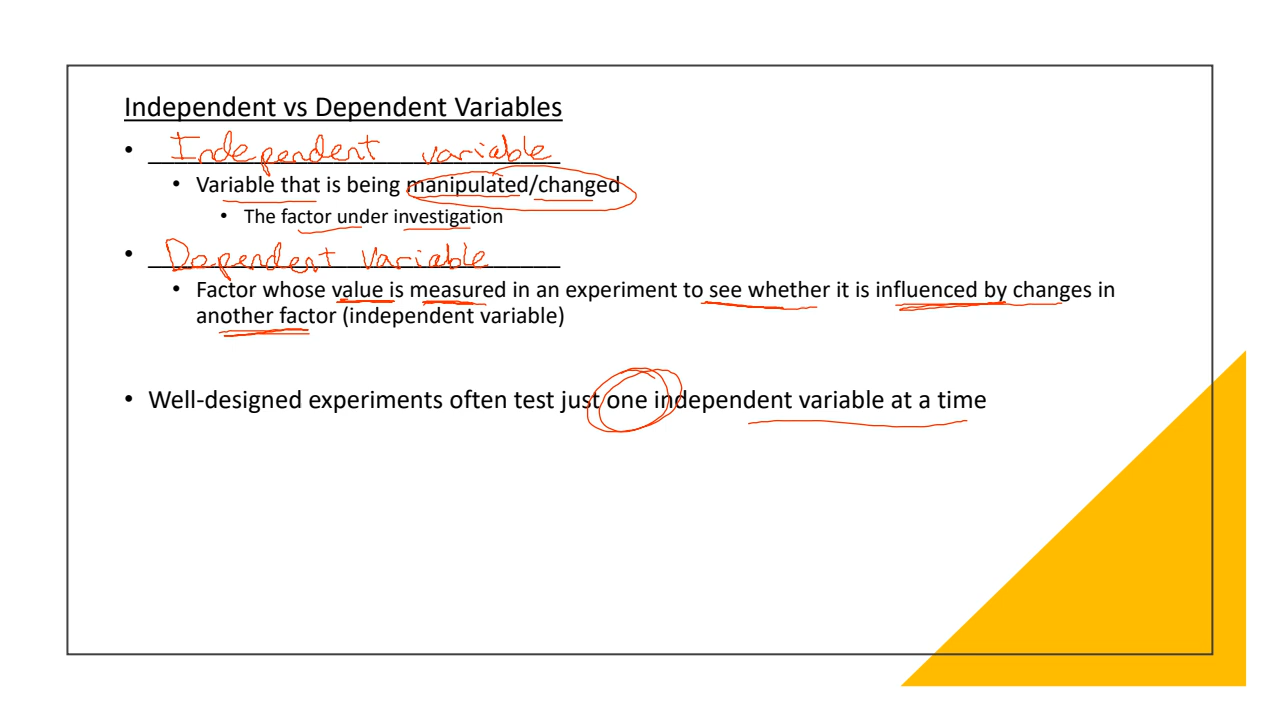 Independent vs Dependent Variables
• Independent variable
• Variable that is being manipulated/changed
• The factor under investigation
• Dependent variable
• Factor whose value is measured in an experiment to see whether it is influenced by changes in
another factor (independent variable)
• Well-designed experiments often test just one independent variable at a time